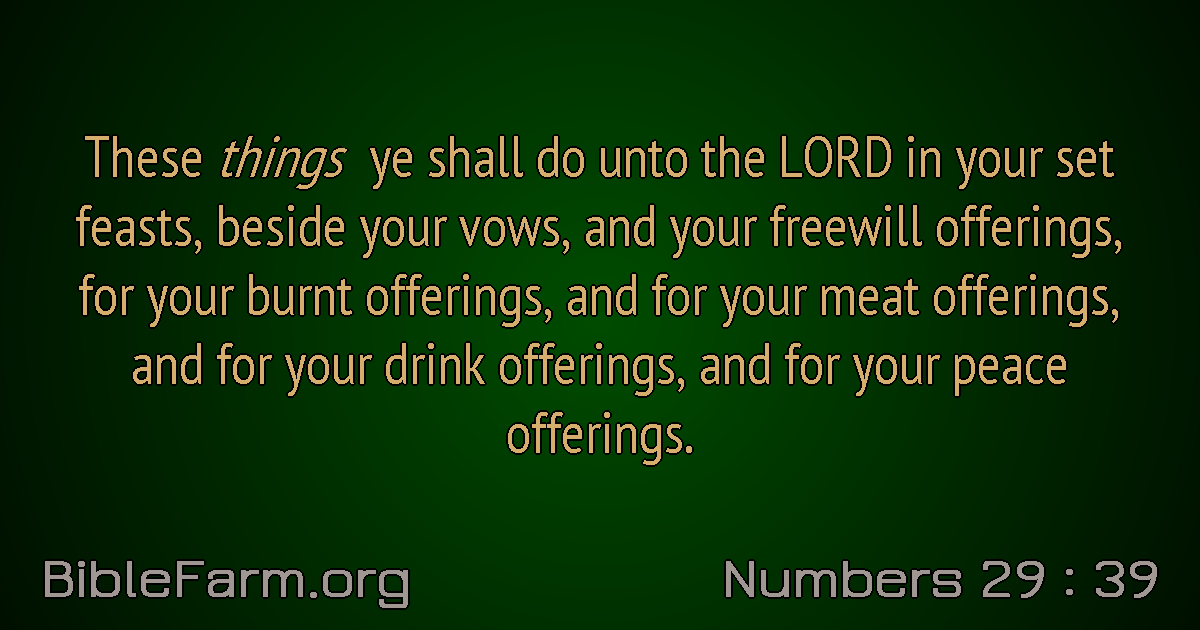 These things ye shall do unto the LORD in your set
feasts, beside your vows, and your freewill offerings,
for your burnt offerings, and for your meat offerings,
and for your drink offerings, and for your peace
offerings.
BibleFarm.org
Numbers 29 : 39